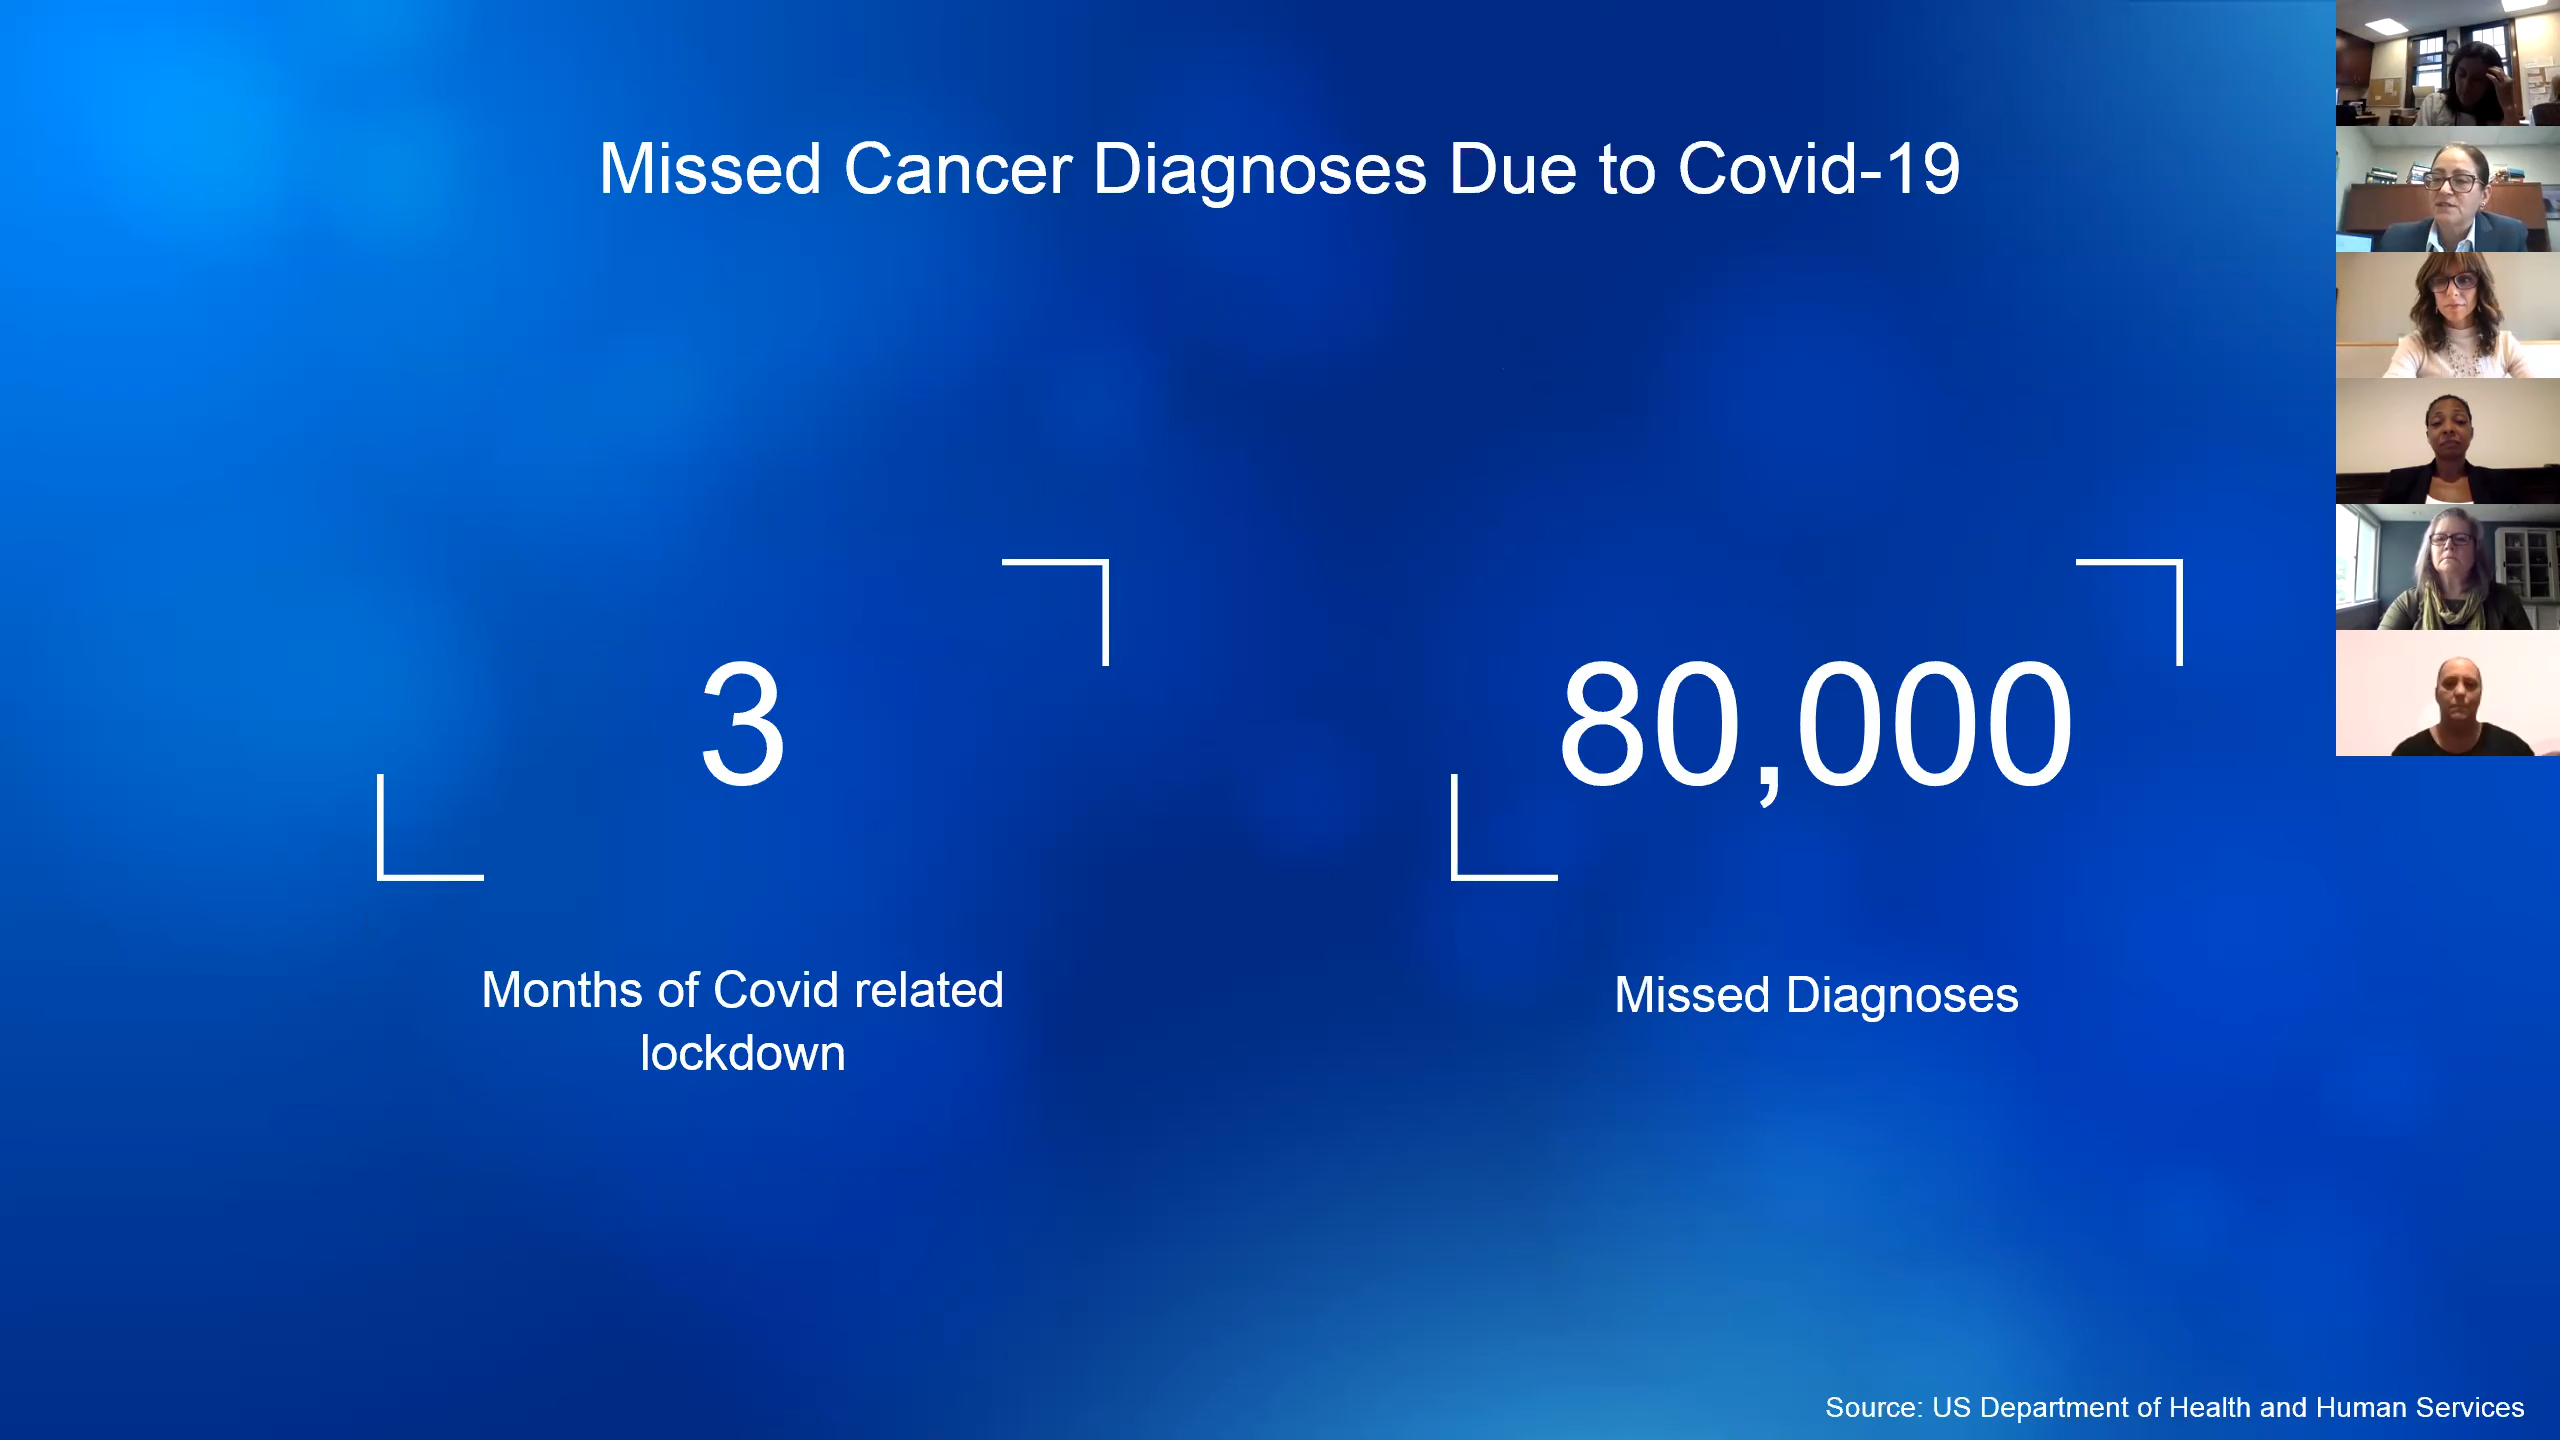 Missed Cancer Diagnoses Due to Covid-19
3
Months of Covid related
lockdown
80,000
Missed Diagnoses
Source: US Department of Health and Human Services